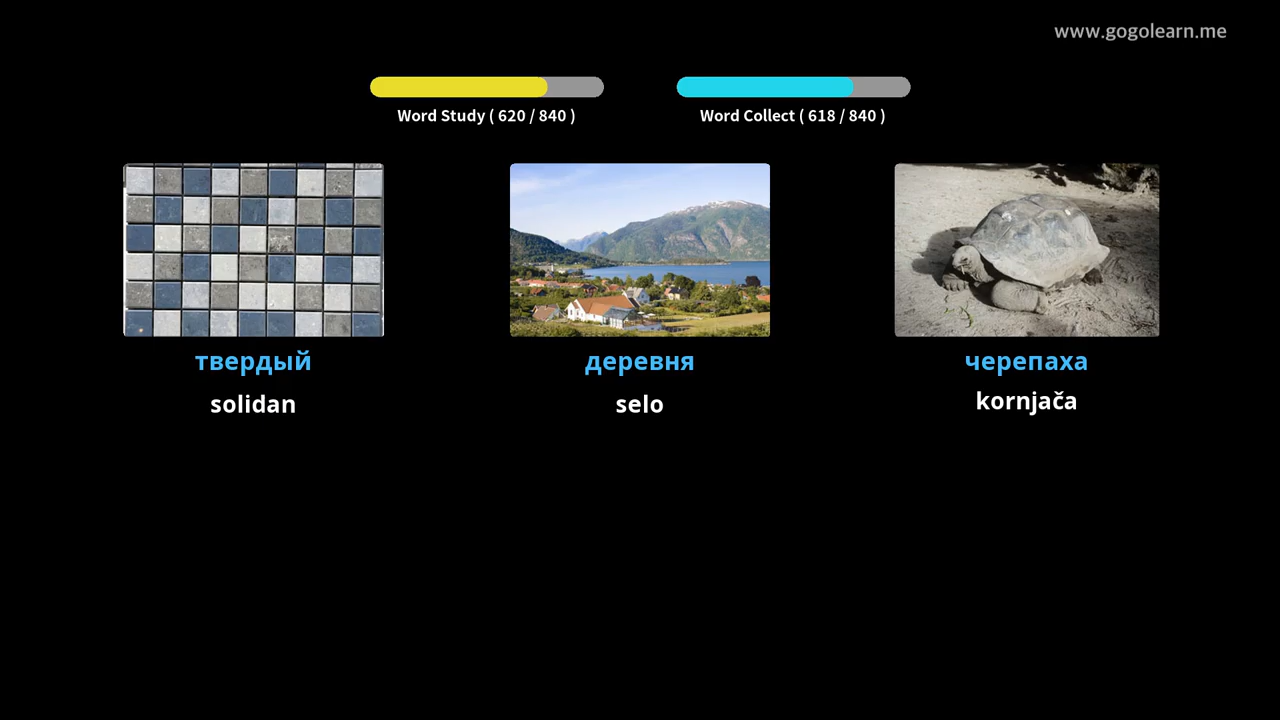 www.gogolearn.me
Word Study ( 620 / 840 )
Word Collect ( 618 / 840 )
твердый
деревня
черепаха
solidan
selo
kornjača